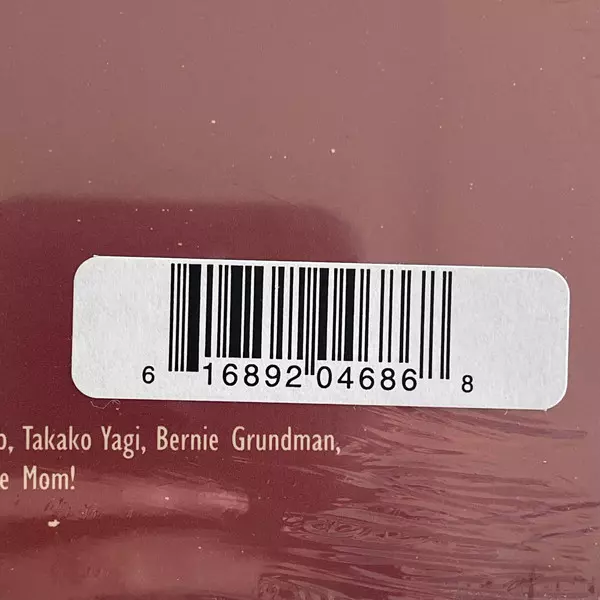 6 16892 04686 8
, Takako Yagi, Bernie Grundman,
Mom!